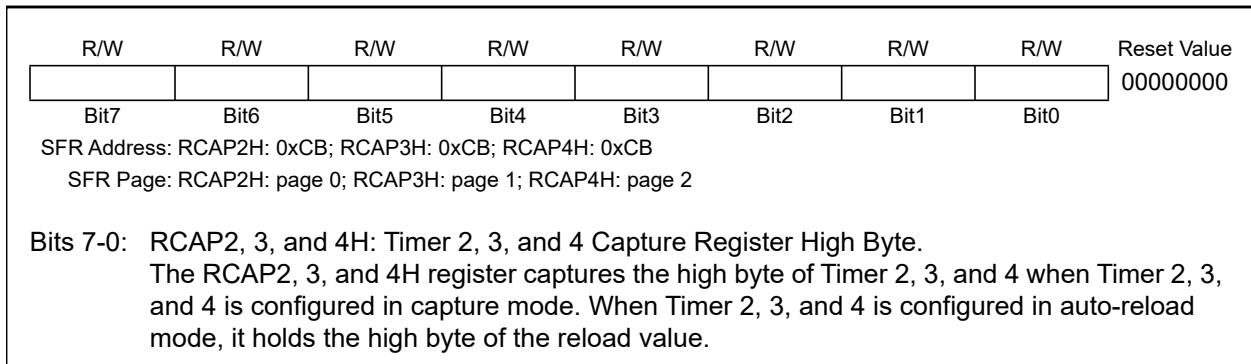 R/W R/W R/W R/W R/W R/W R/W R/W Reset Value
00000000
Bit7 Bit6 Bit5 Bit4 Bit3 Bit2 Bit1 Bit0
SFR Address: RCAP2H: 0xCB; RCAP3H: 0xCB; RCAP4H: 0xCB
SFR Page: RCAP2H: page 0; RCAP3H: page 1; RCAP4H: page 2
Bits 7-0: RCAP2, 3, and 4H: Timer 2, 3, and 4 Capture Register High Byte.
The RCAP2, 3, and 4H register captures the high byte of Timer 2, 3, and 4 when Timer 2, 3,
and 4 is configured in capture mode. When Timer 2, 3, and 4 is configured in auto-reload
mode, it holds the high byte of the reload value.